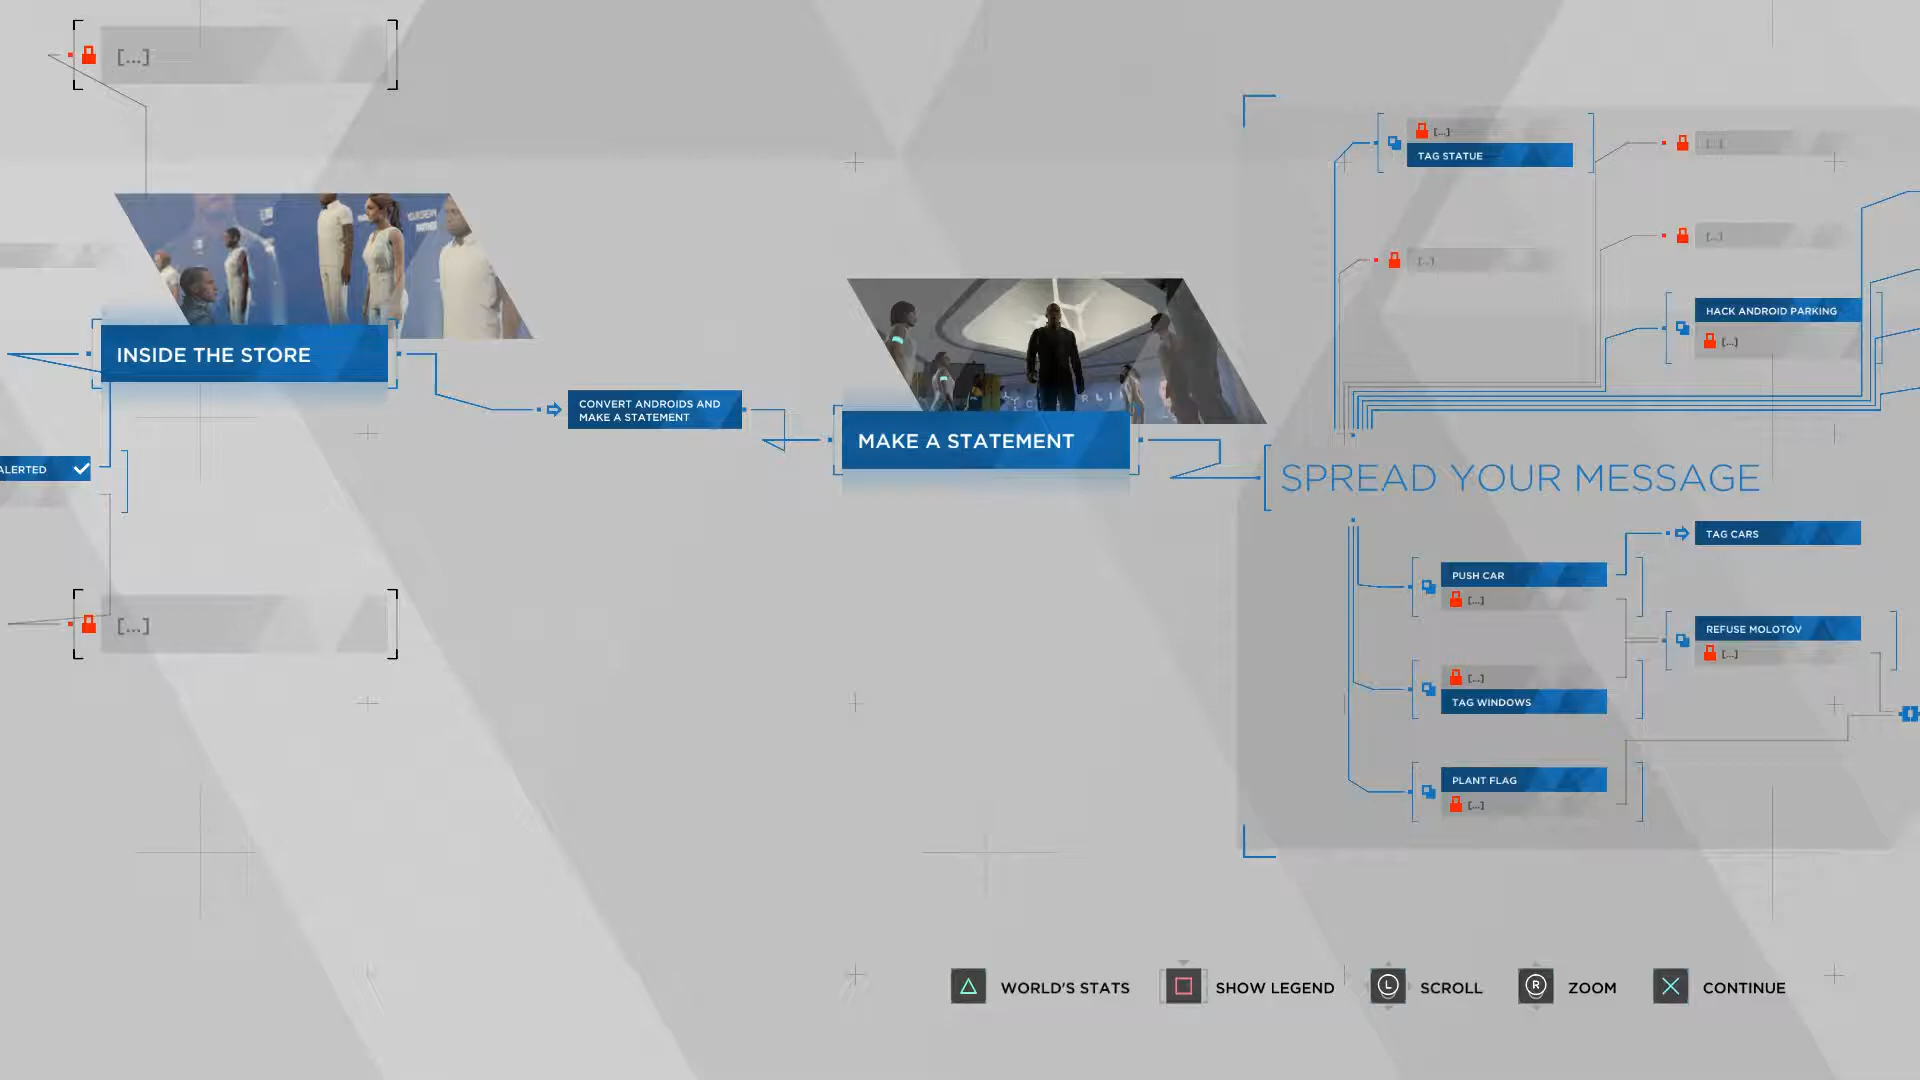 [...]
INSIDE THE STORE
ALERTED
[...]
CONVERT ANDROIDS AND
MAKE A STATEMENT
MAKE A STATEMENT
[...]
TAG STATUE
[...]
[...]
[...]
HACK ANDROID PARKING
[...]
SPREAD YOUR MESSAGE
TAG CARS
PUSH CAR
[...]
REFUSE MOLOTOV
[...]
[...]
TAG WINDOWS
PLANT FLAG
[...]
WORLD'S STATS
SHOW LEGEND
L
SCROLL
R
ZOOM
CONTINUE